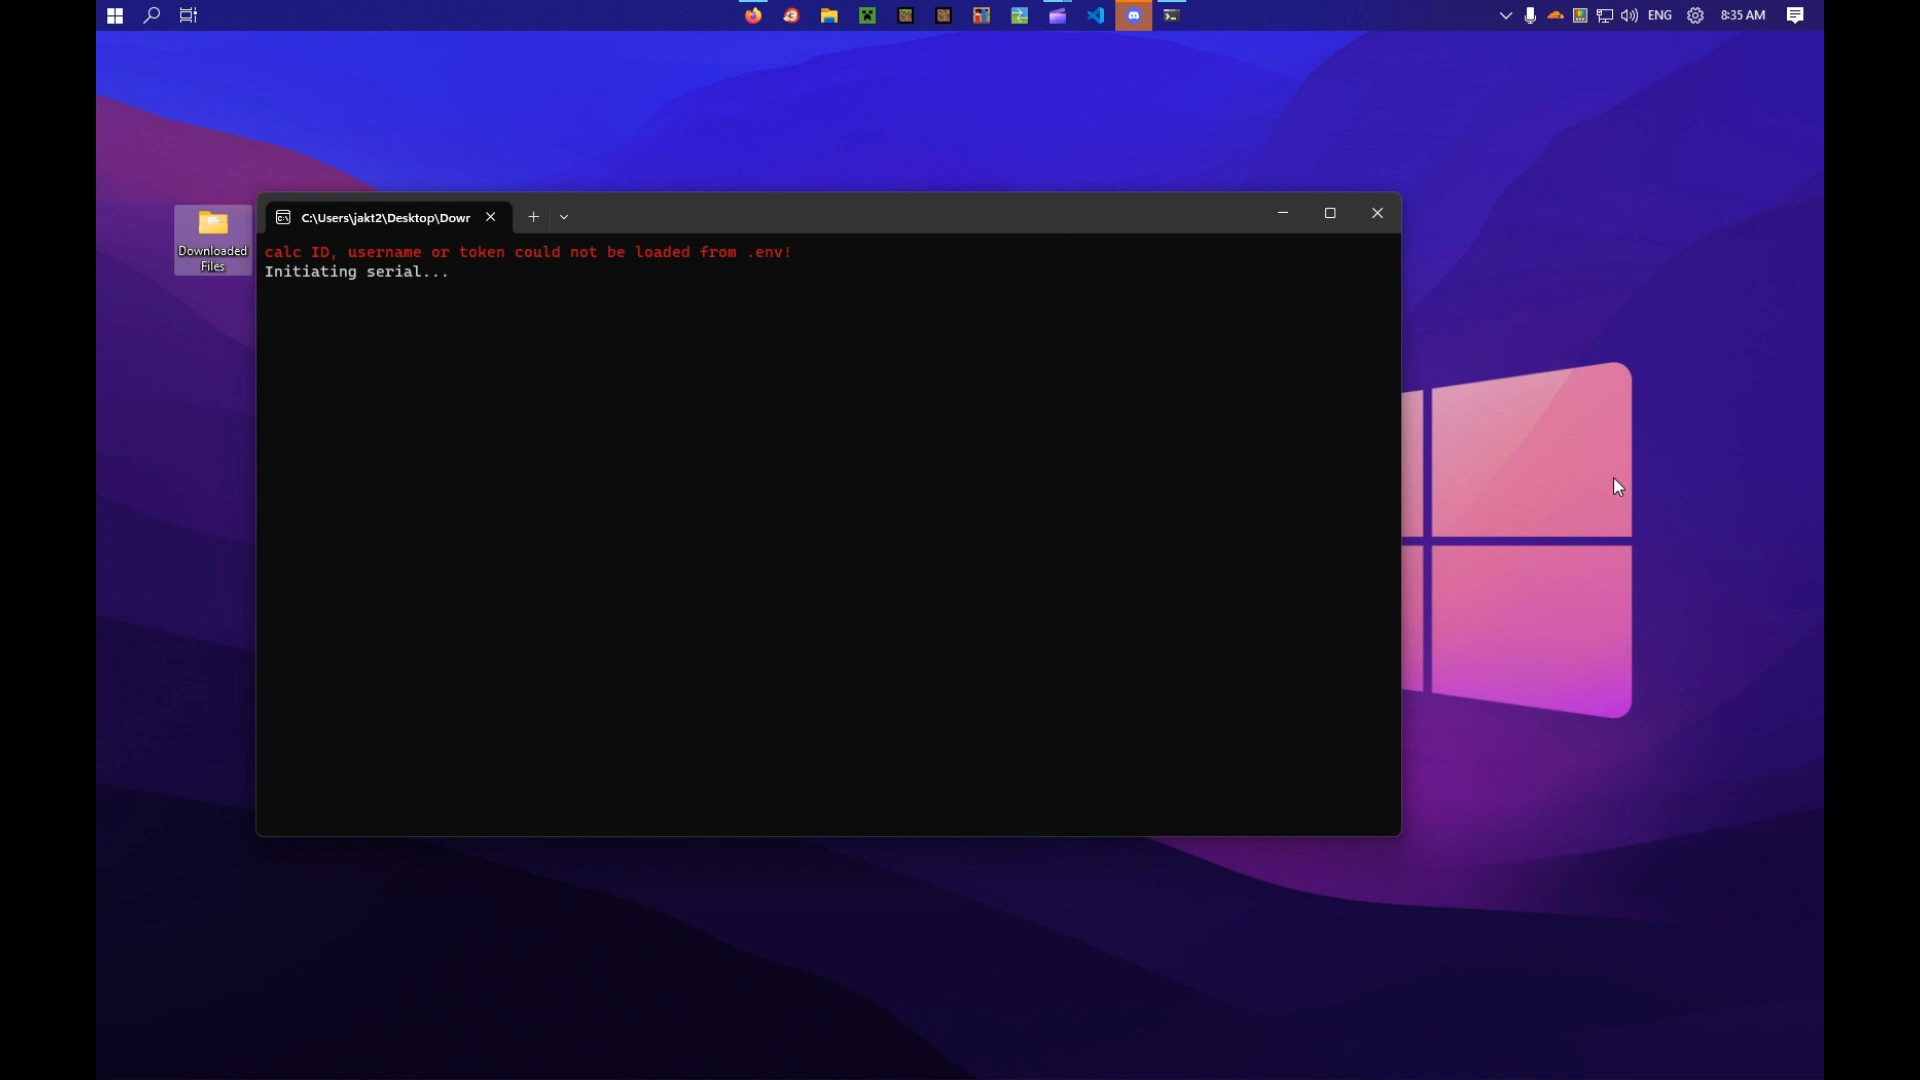 ENG
8:35 AM
Downloaded
Files
C:\Users\jakt2\Desktop\Dowr
calc ID, username or token could not be loaded from .env!
Initiating serial...